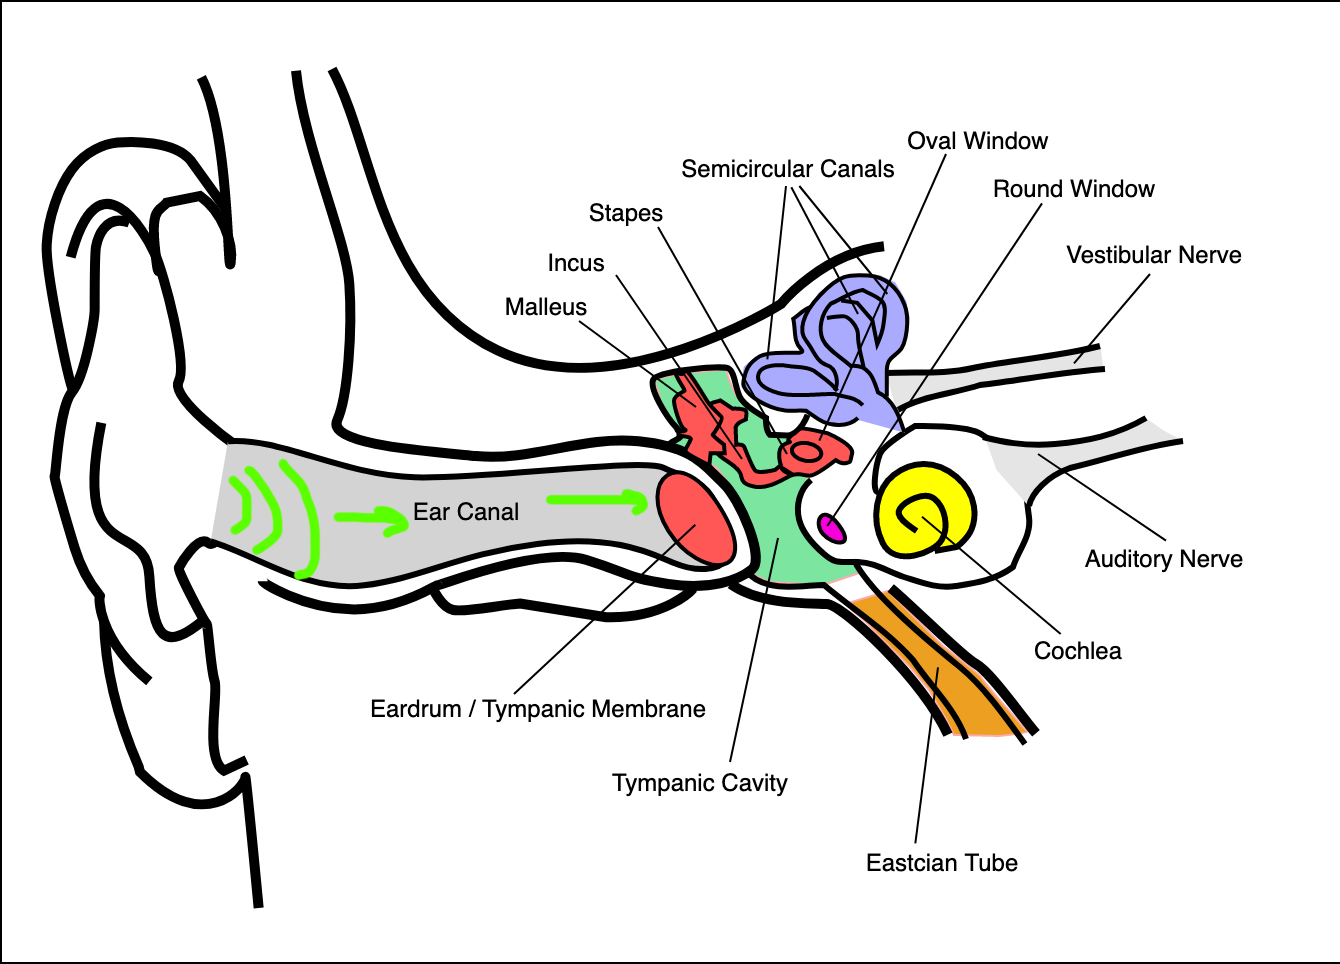 Oval Window
Semicircular Canals
Round Window
Stapes
Vestibular Nerve
Incus
Malleus
Ear Canal
Auditory Nerve
Cochlea
Eardrum / Tympanic Membrane
Tympanic Cavity
Eastcian Tube